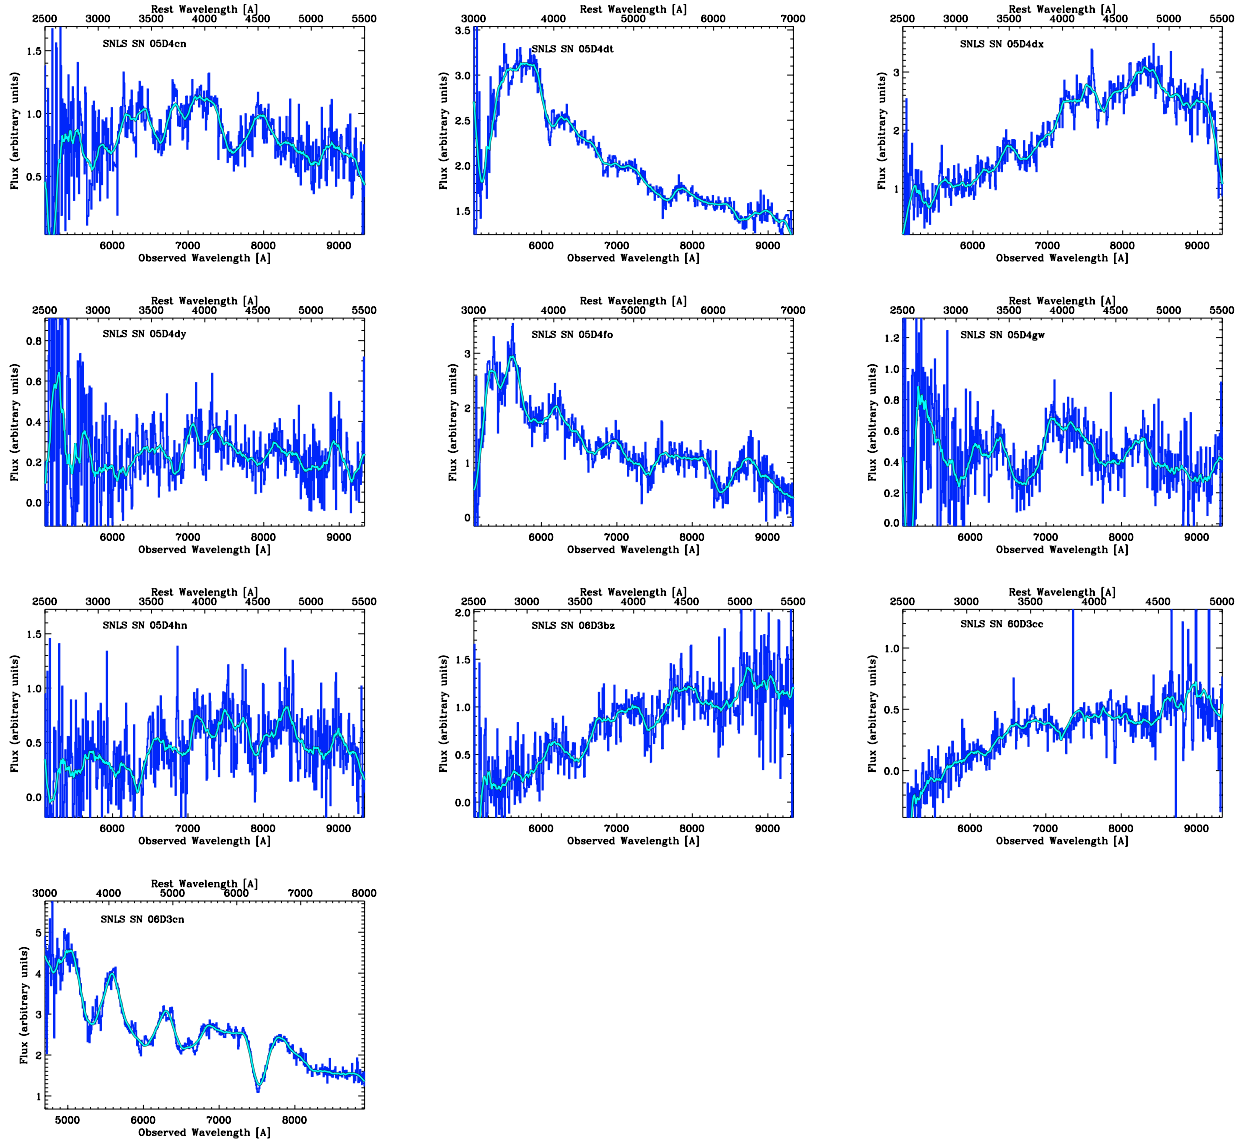 Rest Wavelength [A] Rest Wavelength [A] Rest Wavelength [A]
2500 3000 3500 4000 4500 5000 5500 3000 4000 5000 6000 7000 2500 3000 3500 4000 4500 5000 5500
SNLS SN 05D4cn SNLS SN 05D4dt SNLS SN 05D4dx
Flux (arbitrary units) Flux (arbitrary units) Flux (arbitrary units)
1.5 1.0 0.5 3.5 3.0 2.5 2.0 1.5 3 2 1
6000 7000 8000 9000 6000 7000 8000 9000 6000 7000 8000 9000
Observed Wavelength [A] Observed Wavelength [A] Observed Wavelength [A]
Rest Wavelength [A] Rest Wavelength [A] Rest Wavelength [A]
2500 3000 3500 4000 4500 5000 5500 3000 4000 5000 6000 7000 2500 3000 3500 4000 4500 5000 5500
SNLS SN 05D4dy SNLS SN 05D4fo SNLS SN 05D4gw
Flux (arbitrary units) Flux (arbitrary units) Flux (arbitrary units)
0.8 0.6 0.4 0.2 0.0 3 2 1 0 1.2 1.0 0.8 0.6 0.4 0.2 0.0
6000 7000 8000 9000 6000 7000 8000 9000 6000 7000 8000 9000
Observed Wavelength [A] Observed Wavelength [A] Observed Wavelength [A]
Rest Wavelength [A] Rest Wavelength [A] Rest Wavelength [A]
2500 3000 3500 4000 4500 5000 5500 2500 3000 3500 4000 4500 5000 5500 2500 3000 3500 4000 4500 5000
SNLS SN 05D4hn SNLS SN 06D3bz SNLS SN 60D3cc
Flux (arbitrary units) Flux (arbitrary units) Flux (arbitrary units)
1.5 1.0 0.5 0.0 2.0 1.5 1.0 0.5 0.0 1.0 0.5 0.0
6000 7000 8000 9000 6000 7000 8000 9000 6000 7000 8000 9000
Observed Wavelength [A] Observed Wavelength [A] Observed Wavelength [A]
Rest Wavelength [A]
3000 4000 5000 6000 7000 8000
SNLS SN 06D3cn
Flux (arbitrary units)
5 4 3 2 1
5000 6000 7000 8000
Observed Wavelength [A]